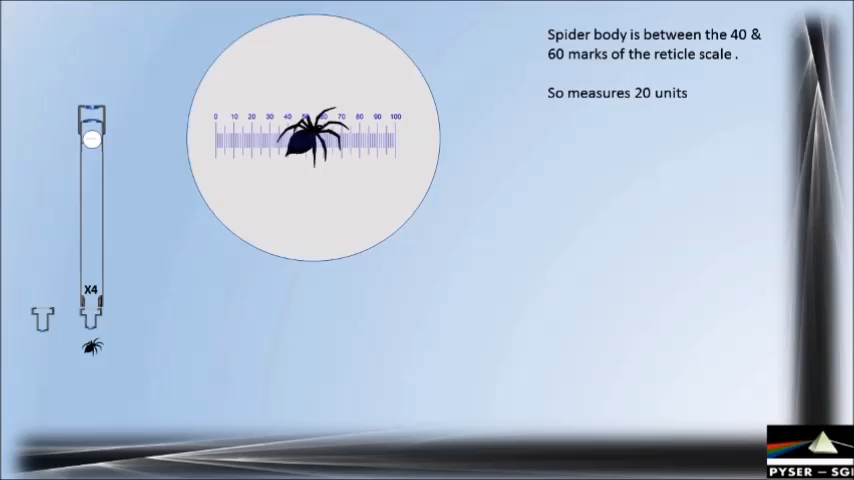 Spider body is between the 40 &
60 marks of the reticle scale .
So measures 20 units
0 10 20 30 40 50 60 70 80 90 100
X4
PYSER – SGI